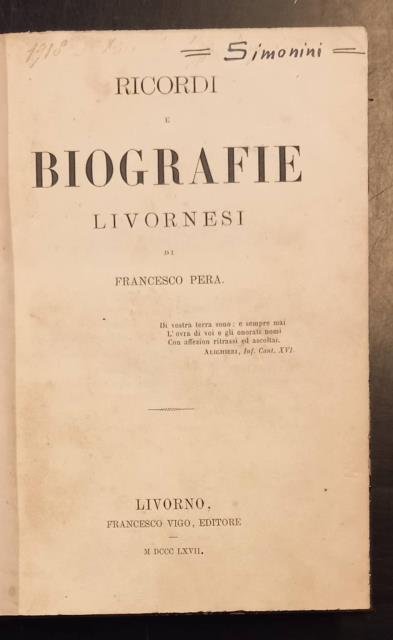 1918
= Simonini =
RICORDI
E
BIOGRAFIE
LIVORNESI
DI
FRANCESCO PERA.
Di vostra terra sono: e sempre mai
L'ovra di voi e gli onorati nomi
Con affezion ritrassi ed ascoltai.
ALIGHIERI, Inf. Cant. XVI.
LIVORNO,
FRANCESCO VIGO, EDITORE
—
M DCCC LXVII.